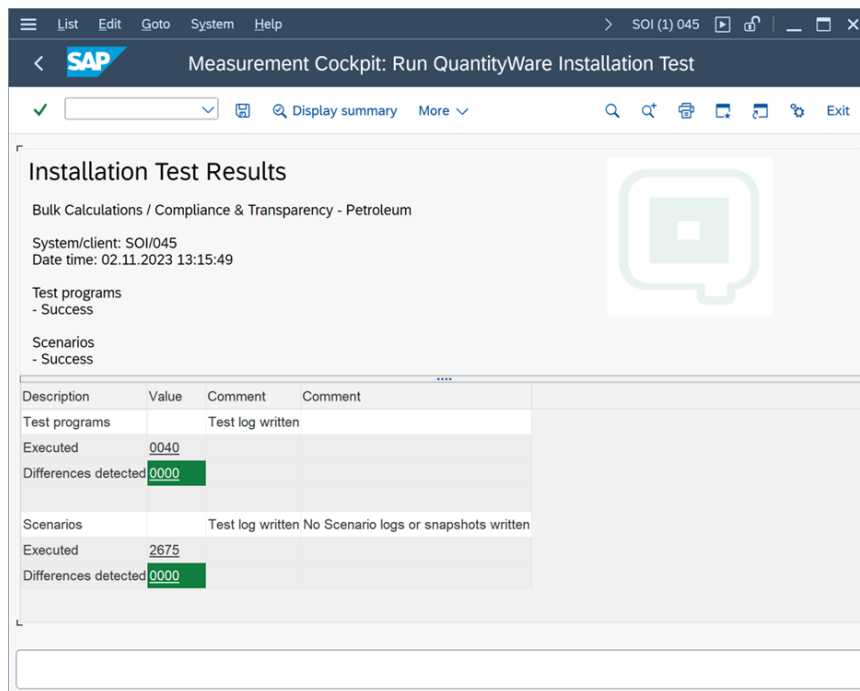 List Edit Goto System Help SOI (1) 045
SAP Measurement Cockpit: Run QuantityWare Installation Test
Display summary More Exit
Installation Test Results
Bulk Calculations / Compliance & Transparency - Petroleum
System/client: SOI/045
Date time: 02.11.2023 13:15:49
Test programs
- Success
Scenarios
- Success
Description Value Comment Comment
Test programs Test log written
Executed 0040
Differences detected 0000
Scenarios Test log written No Scenario logs or snapshots written
Executed 2675
Differences detected 0000